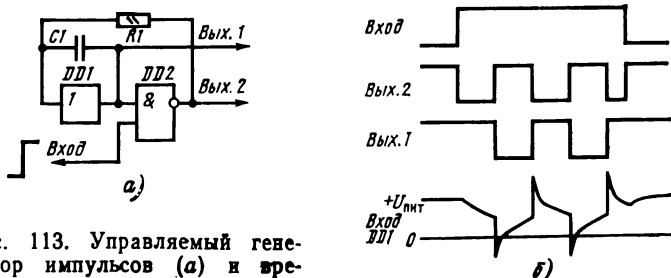 C1
R1
Вых. 1
DD1
DD2
Вых. 2
1
&
Вход
а)
Вход
Вых.2
Вых.1
+Uпит
Вход
DD1
0
б)
с. 113. Управляемый гене-
ор импульсов (а) и вре-